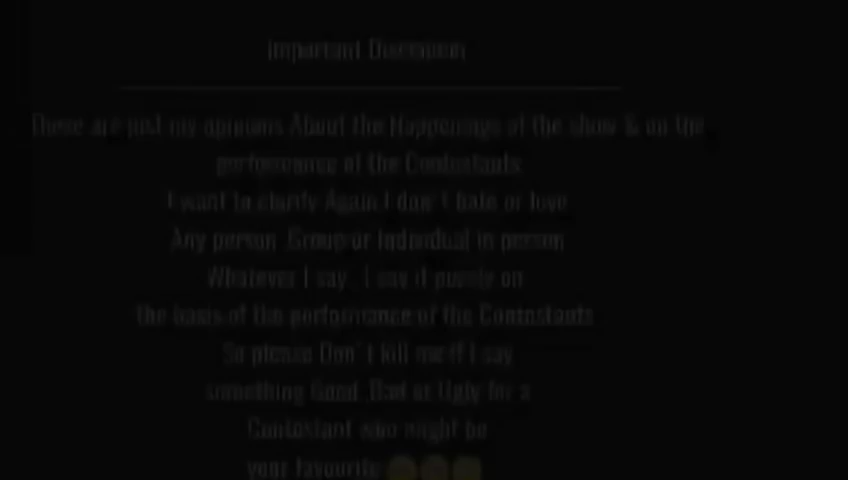 Important Disclaimer
These are just my opinions About the Happenings of the show & on the
performance of the Contestants
I want to clarify Again I don't hate or love
Any person, Group or Individual in person
Whatever I say, I say it purely on
the basis of the performance of the Contestants
So please Don't kill me If I say
something Good, Bad or Ugly for a
Contestant who might be
your favourite